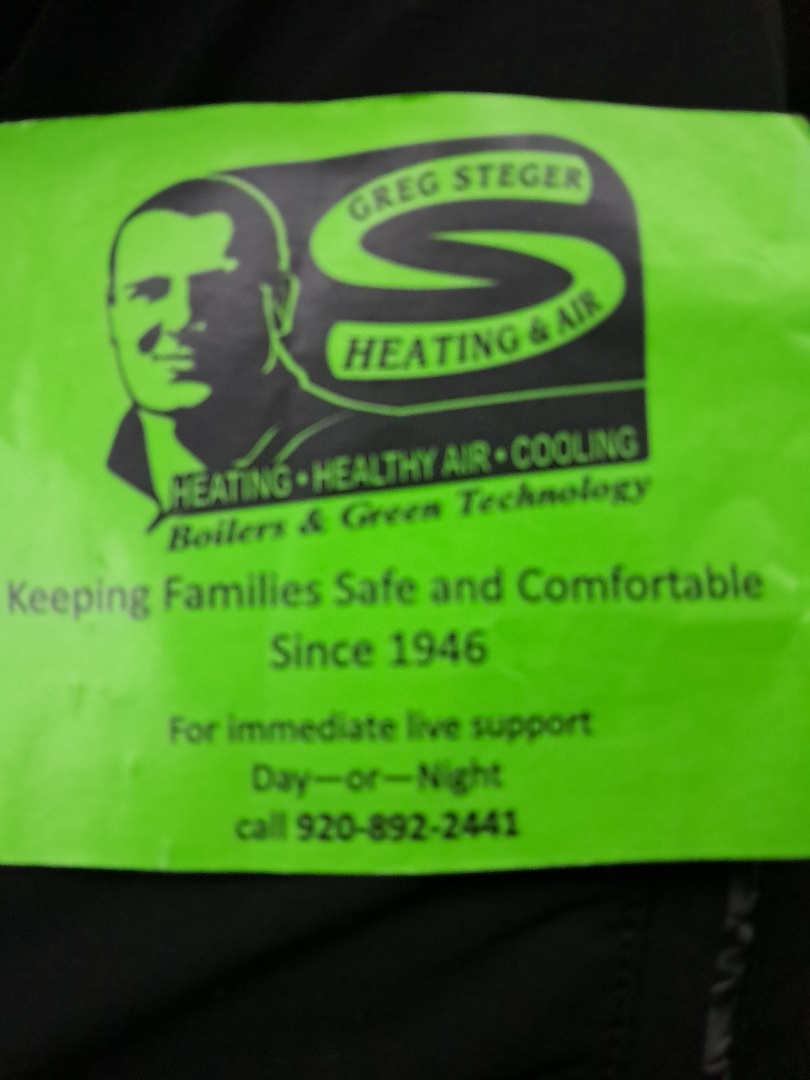 GREG STEGER
HEATING & AIR
HEATING • HEALTHY AIR • COOLING
Boilers & Green Technology
Keeping Families Safe and Comfortable
Since 1946
For immediate live support
Day—or—Night
call 920-892-2441